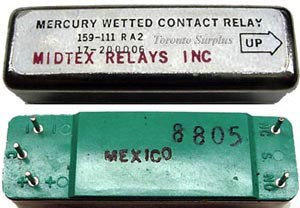 MERCURY WETTED CONTACT RELAY
Toronto Surplus
159-111 RA2
17-200006
UP
MIDTEX RELAYS INC
8805
MEXICO